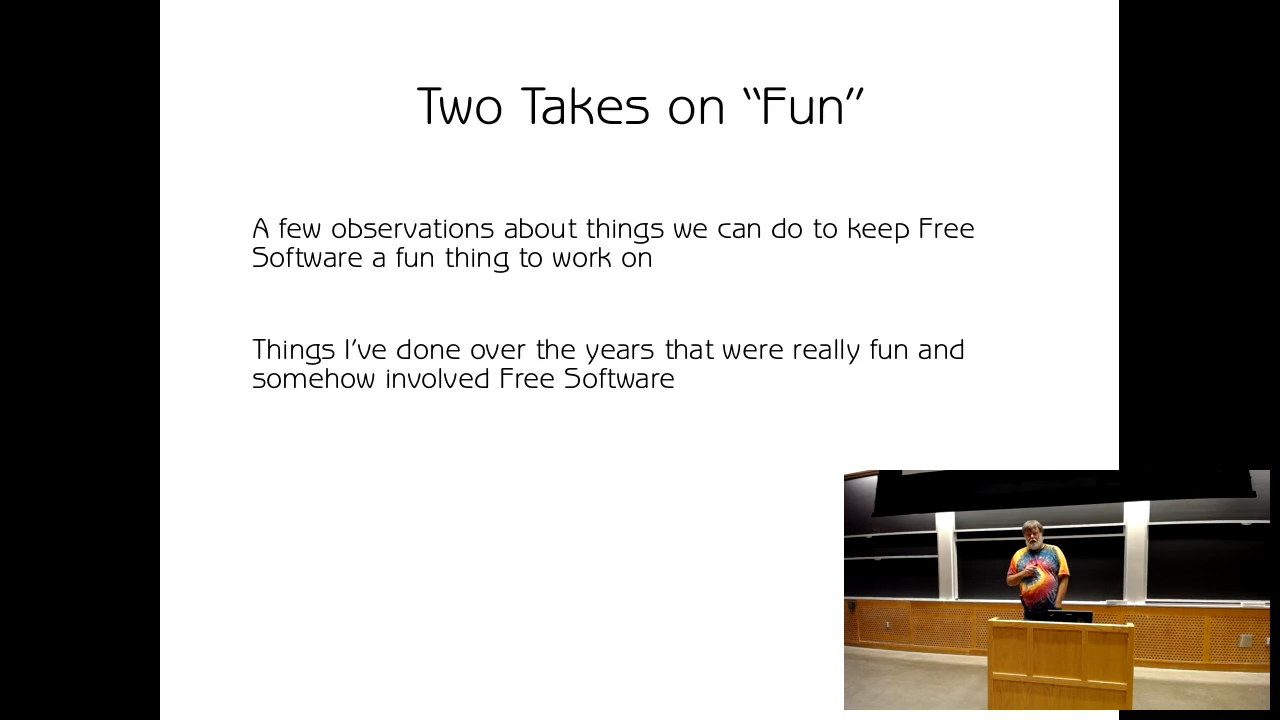 Two Takes on “Fun”
A few observations about things we can do to keep Free
Software a fun thing to work on
Things I’ve done over the years that were really fun and
somehow involved Free Software